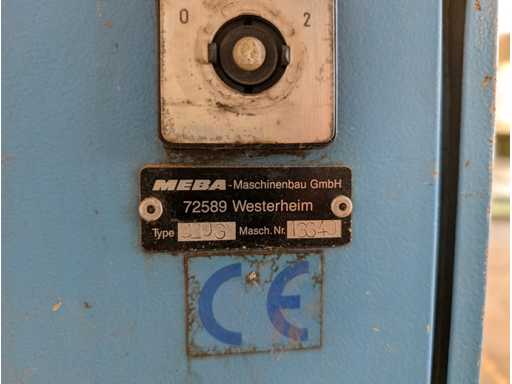 0 2
MEBA-Maschinenbau GmbH
72589 Westerheim
Type Masch. Nr.
CE